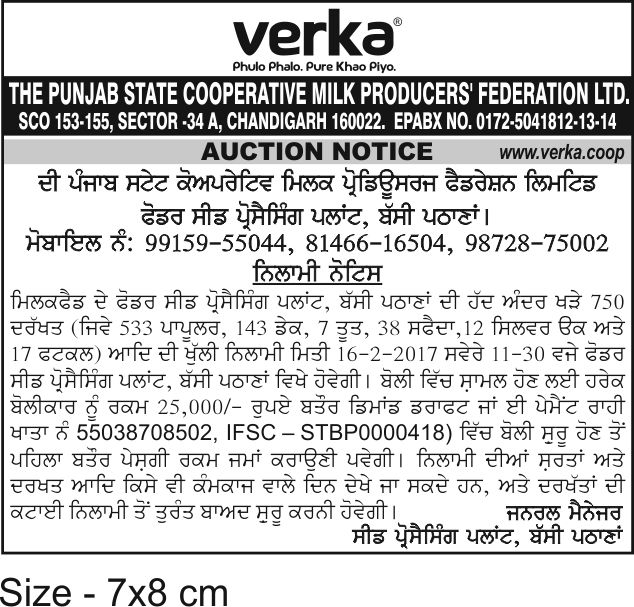 verka®
Phulo Phalo. Pure Khao Piyo.
THE PUNJAB STATE COOPERATIVE MILK PRODUCERS' FEDERATION LTD.
SCO 153-155, SECTOR -34 A, CHANDIGARH 160022. EPABX NO. 0172-5041812-13-14
AUCTION NOTICE www.verka.coop
ਦੀ ਪੰਜਾਬ ਸਟੇਟ ਕੋਅਪਰੇਟਿਵ ਮਿਲਕ ਪ੍ਰੋਡਿਊਸਰਜ ਫੈਡਰੇਸ਼ਨ ਲਿਮਟਿਡ
ਫੋਡਰ ਸੀਡ ਪ੍ਰੋਸੈਸਿੰਗ ਪਲਾਂਟ, ਬੱਸੀ ਪਠਾਣਾਂ।
ਮੋਬਾਇਲ ਨੰ: 99159-55044, 81466-16504, 98728-75002
ਨਿਲਾਮੀ ਨੋਟਿਸ
ਮਿਲਕਫੈਡ ਦੇ ਫੋਡਰ ਸੀਡ ਪ੍ਰੋਸੈਸਿੰਗ ਪਲਾਂਟ, ਬੱਸੀ ਪਠਾਣਾਂ ਦੀ ਹੱਦ ਅੰਦਰ ਖੜੇ 750
ਦਰੱਖਤ (ਜਿਵੇ 533 ਪਾਪੂਲਰ, 143 ਡੇਕ, 7 ਤੂਤ, 38 ਸਫੈਦਾ,12 ਸਿਲਵਰ ਓਕ ਅਤੇ
17 ਫਟਕਲ) ਆਦਿ ਦੀ ਖੁੱਲੀ ਨਿਲਾਮੀ ਮਿਤੀ 16-2-2017 ਸਵੇਰੇ 11-30 ਵਜੇ ਫੋਡਰ
ਸੀਡ ਪ੍ਰੋਸੈਸਿੰਗ ਪਲਾਂਟ, ਬੱਸੀ ਪਠਾਣਾਂ ਵਿਖੇ ਹੋਵੇਗੀ। ਬੋਲੀ ਵਿੱਚ ਸ਼ਾਮਲ ਹੋਣ ਲਈ ਹਰੇਕ
ਬੋਲੀਕਾਰ ਨੂੰ ਰਕਮ 25,000/- ਰੁਪਏ ਬਤੌਰ ਡਿਮਾਂਡ ਡਰਾਫਟ ਜਾਂ ਈ ਪੇਮੈਂਟ ਰਾਹੀ
ਖਾਤਾ ਨੰ 55038708502, IFSC – STBP0000418) ਵਿੱਚ ਬੋਲੀ ਸ਼ੁਰੂ ਹੋਣ ਤੋਂ
ਪਹਿਲਾ ਬਤੌਰ ਪੇਸ਼ਗੀ ਰਕਮ ਜਮਾਂ ਕਰਾਉਣੀ ਪਵੇਗੀ। ਨਿਲਾਮੀ ਦੀਆਂ ਸ਼ਰਤਾਂ ਅਤੇ
ਦਰਖਤ ਆਦਿ ਕਿਸੇ ਵੀ ਕੰਮਕਾਜ ਵਾਲੇ ਦਿਨ ਦੇਖੇ ਜਾ ਸਕਦੇ ਹਨ, ਅਤੇ ਦਰਖੱਤਾਂ ਦੀ
ਕਟਾਈ ਨਿਲਾਮੀ ਤੋਂ ਤੁਰੰਤ ਬਾਅਦ ਸ਼ੁਰੂ ਕਰਨੀ ਹੋਵੇਗੀ। ਜਨਰਲ ਮੈਨੇਜਰ
ਸੀਡ ਪ੍ਰੋਸੈਸਿੰਗ ਪਲਾਂਟ, ਬੱਸੀ ਪਠਾਣਾਂ
Size - 7x8 cm